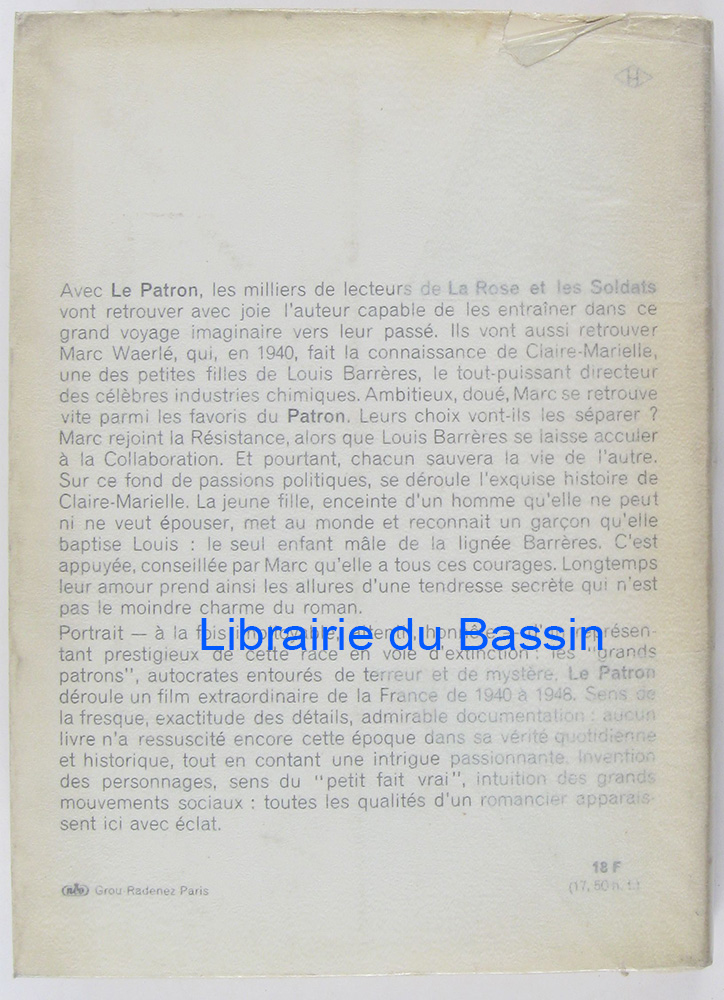 H
Avec Le Patron, les milliers de lecteurs de La Rose et les Soldats
vont retrouver avec joie l'auteur capable de les entraîner dans ce
grand voyage imaginaire vers leur passé. Ils vont aussi retrouver
Marc Waerlé, qui, en 1940, fait la connaissance de Claire-Marielle,
une des petites filles de Louis Barrères, le tout-puissant directeur
des célèbres industries chimiques. Ambitieux, doué, Marc se retrouve
vite parmi les favoris du Patron. Leurs choix vont-ils les séparer ?
Marc rejoint la Résistance, alors que Louis Barrères se laisse acculer
à la Collaboration. Et pourtant, chacun sauvera la vie de l'autre.
Sur ce fond de passions politiques, se déroule l'exquise histoire de
Claire-Marielle. La jeune fille, enceinte d'un homme qu'elle ne peut
ni ne veut épouser, met au monde et reconnait un garçon qu'elle
baptise Louis : le seul enfant mâle de la lignée Barrères. C'est
appuyée, conseillée par Marc qu'elle a tous ces courages. Longtemps
leur amour prend ainsi les allures d'une tendresse secrète qui n'est
pas le moindre charme du roman.
Portrait — à la fois d'un représen-
Librairie du Bassin
tant prestigieux de cette race en voie d'extinction : les "grands
patrons", autocrates entourés de terreur et de mystère, Le Patron
déroule un film extraordinaire de la France de 1940 à 1948. Sens de
la fresque, exactitude des détails, admirable documentation : aucun
livre n'a ressuscité encore cette époque dans sa vérité quotidienne
et historique, tout en contant une intrigue passionnante. Invention
des personnages, sens du "petit fait vrai", intuition des grands
mouvements sociaux : toutes les qualités d'un romancier apparais-
sent ici avec éclat.
18 F
(17,50 n. t.)
Grou-Radenez Paris